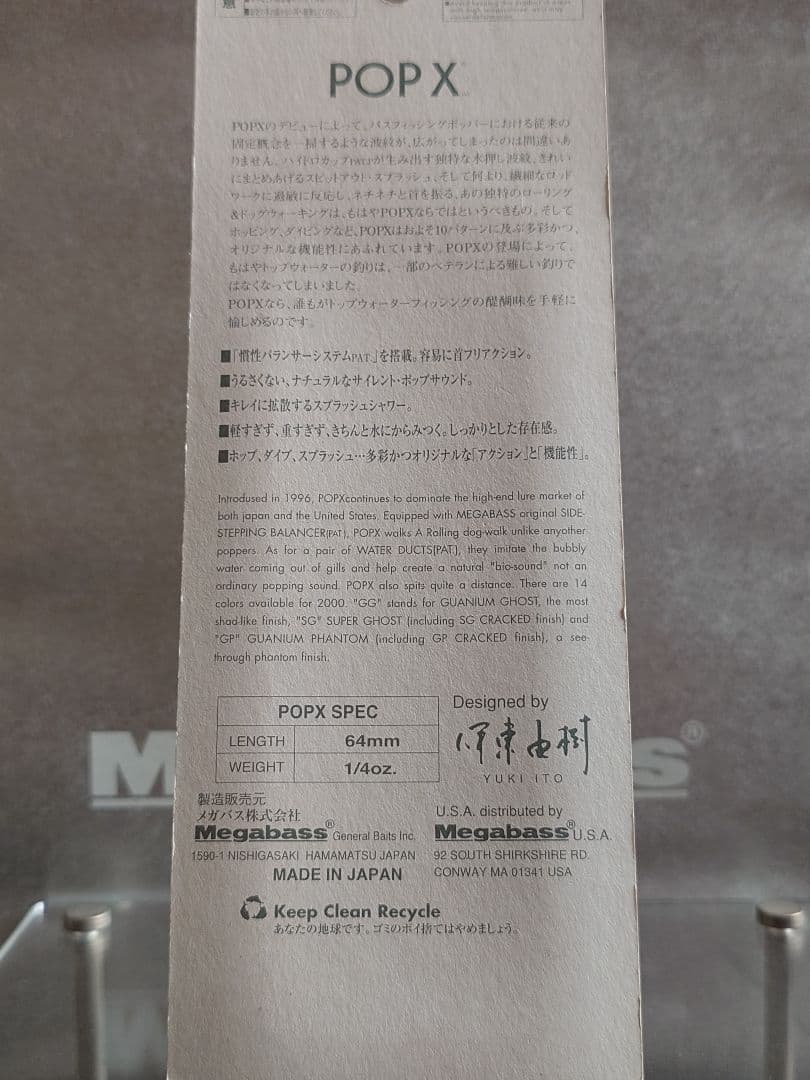 POP X
POPXのデビューによって、バスフィッシングポッパーにおける従来の
固定概念を一掃するような波紋が、広がってしまったのは間違いあ
りません。ハイドロカップPAT.Pが生み出す独特な水押し波紋、きれい
にまとめあげるスピットアウト・スプラッシュ、そして何より、繊細なロッド
ワークに過敏に反応し、ネチネチと首を振る、あの独特のローリング
&ドッグウォーキングは、もはやPOPXならではというべきもの。そして
ホッピング、ダイビングなど、POPXはおよそ10パターンに及ぶ多彩かつ、
オリジナルな機能性にあふれています。POPXの登場によって、
もはやトップウォーターの釣りは、一部のベテランによる難しい釣りで
はなくなってしまいました。
POPXなら、誰もがトップウォーターフィッシングの醍醐味を手軽に
愉しめるのです。
■「慣性バランサーシステムPAT.」を搭載。容易に首フリアクション。
■うるさくない、ナチュラルなサイレント・ポップサウンド。
■キレイに拡散するスプラッシュシャワー。
■軽すぎず、重すぎず、きちんと水にからみつく。しっかりとした存在感。
■ホップ、ダイブ、スプラッシュ…多彩かつオリジナルな「アクション」と「機能性」。
Introdused in 1996, POPXcontinues to dominate the high-end lure market of
both japan and the United States. Equipped with MEGABASS original SIDE-
STEPPING BALANCER(PAT), POPX walks A Rolling dog-walk unlike anyother
poppers. As for a pair of WATER DUCTS(PAT), they imitate the bubbly
water coming out of gills and help create a natural "bio-sound" not an
ordinary popping sound. POPX also spits quite a distance. There are 14
colors available for 2000. "GG" stands for GUANIUM GHOST, the most
shad-like finish, "SG" SUPER GHOST (including SG CRACKED finish) and
"GP" GUANIUM PHANTOM (including GP CRACKED finish), a see-
through phantom finish.
POPX SPEC
LENGTH 64mm
WEIGHT 1/4oz.
Designed by
伊東由樹
YUKI ITO
製造販売元
メガバス株式会社
Megabass® General Baits Inc.
1590-1 NISHIGASAKI HAMAMATSU JAPAN
MADE IN JAPAN
U.S.A. distributed by
Megabass® U.S.A.
92 SOUTH SHIRKSHIRE RD.
CONWAY MA 01341 USA
Keep Clean Recycle
あなたの地球です。ゴミのポイ捨てはやめましょう。